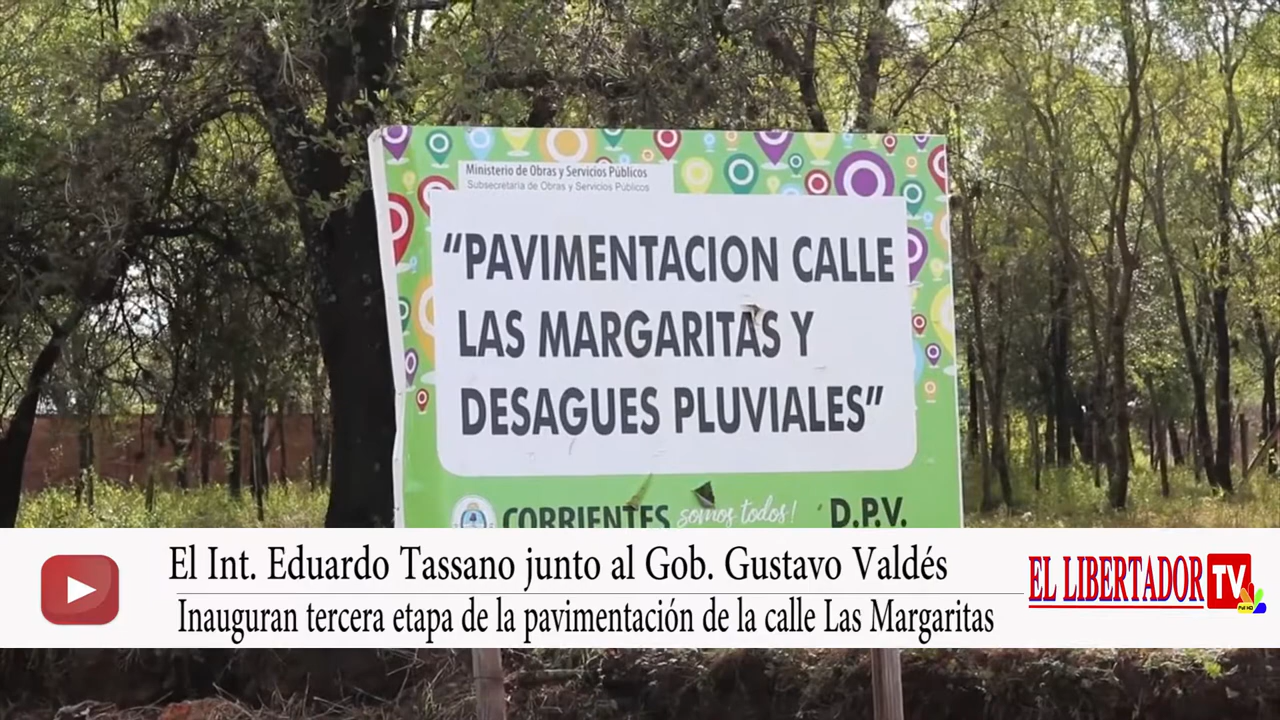 Ministerio de Obras y Servicios Públicos
Subsecretaría de Obras y Servicios Públicos
“PAVIMENTACION CALLE
LAS MARGARITAS Y
DESAGUES PLUVIALES”
CORRIENTES somos todos! D.P.V.
El Int. Eduardo Tassano junto al Gob. Gustavo Valdés
Inauguran tercera etapa de la pavimentación de la calle Las Margaritas
EL LIBERTADOR TV
Full HD